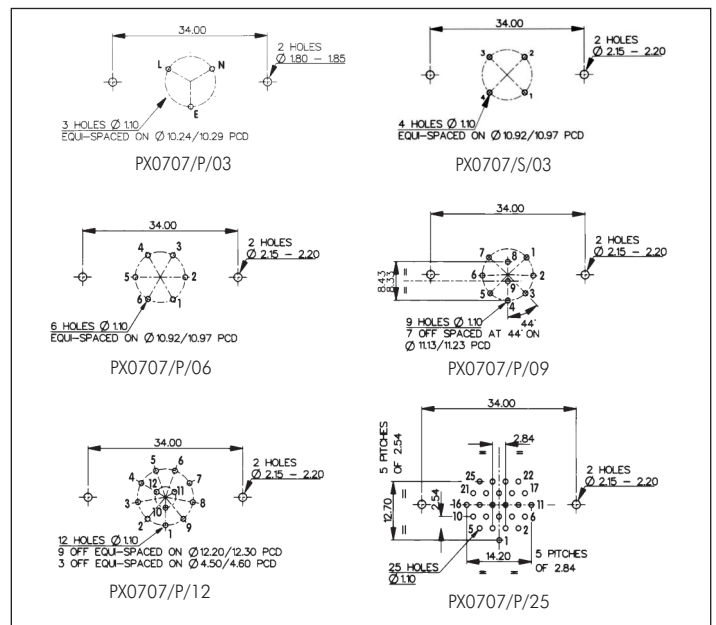 34.00
2 HOLES
Ø 1.80 - 1.85
L
N
E
3 HOLES Ø 1.10
EQUI-SPACED ON Ø 10.24/10.29 PCD
PX0707/P/03
34.00
2 HOLES
Ø 2.15 - 2.20
3
2
4
1
4 HOLES Ø 1.10
EQUI-SPACED ON Ø 10.92/10.97 PCD
PX0707/S/03
34.00
2 HOLES
Ø 2.15 - 2.20
4
3
5
2
6
1
6 HOLES Ø 1.10
EQUI-SPACED ON Ø 10.92/10.97 PCD
PX0707/P/06
34.00
2 HOLES
Ø 2.15 - 2.20
7
8
1
6
2
9
5
3
4
8.43
8.33
=
=
44°
9 HOLES Ø 1.10
7 OFF SPACED AT 44° ON
Ø 11.13/11.23 PCD
PX0707/P/09
34.00
2 HOLES
Ø 2.15 - 2.20
5
6
4
7
12
11
3
8
10
2
9
1
12 HOLES Ø 1.10
9 OFF EQUI-SPACED ON Ø 12.20/12.30 PCD
3 OFF EQUI-SPACED ON Ø 4.50/4.60 PCD
PX0707/P/12
34.00
5 PITCHES
OF 2.54
2.84
=
=
2 HOLES
Ø 2.15 - 2.20
25
22
21
17
16
11
10
6
5
2
1
12.70
2.54
=
=
14.20
=
=
5 PITCHES
OF 2.84
25 HOLES
Ø 1.10
PX0707/P/25